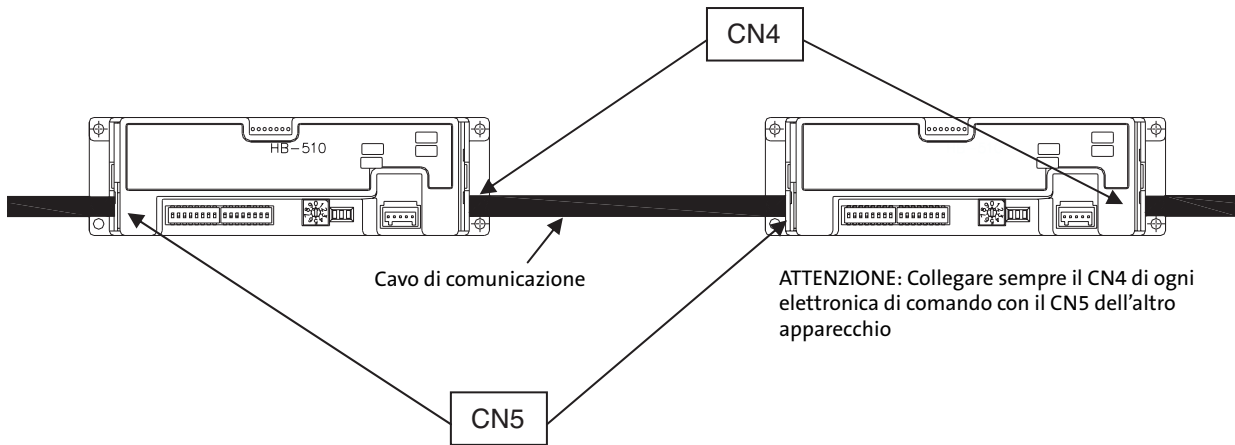 CN4
HB-510
Cavo di comunicazione
ATTENZIONE: Collegare sempre il CN4 di ogni
elettronica di comando con il CN5 dell'altro
apparecchio
CN5